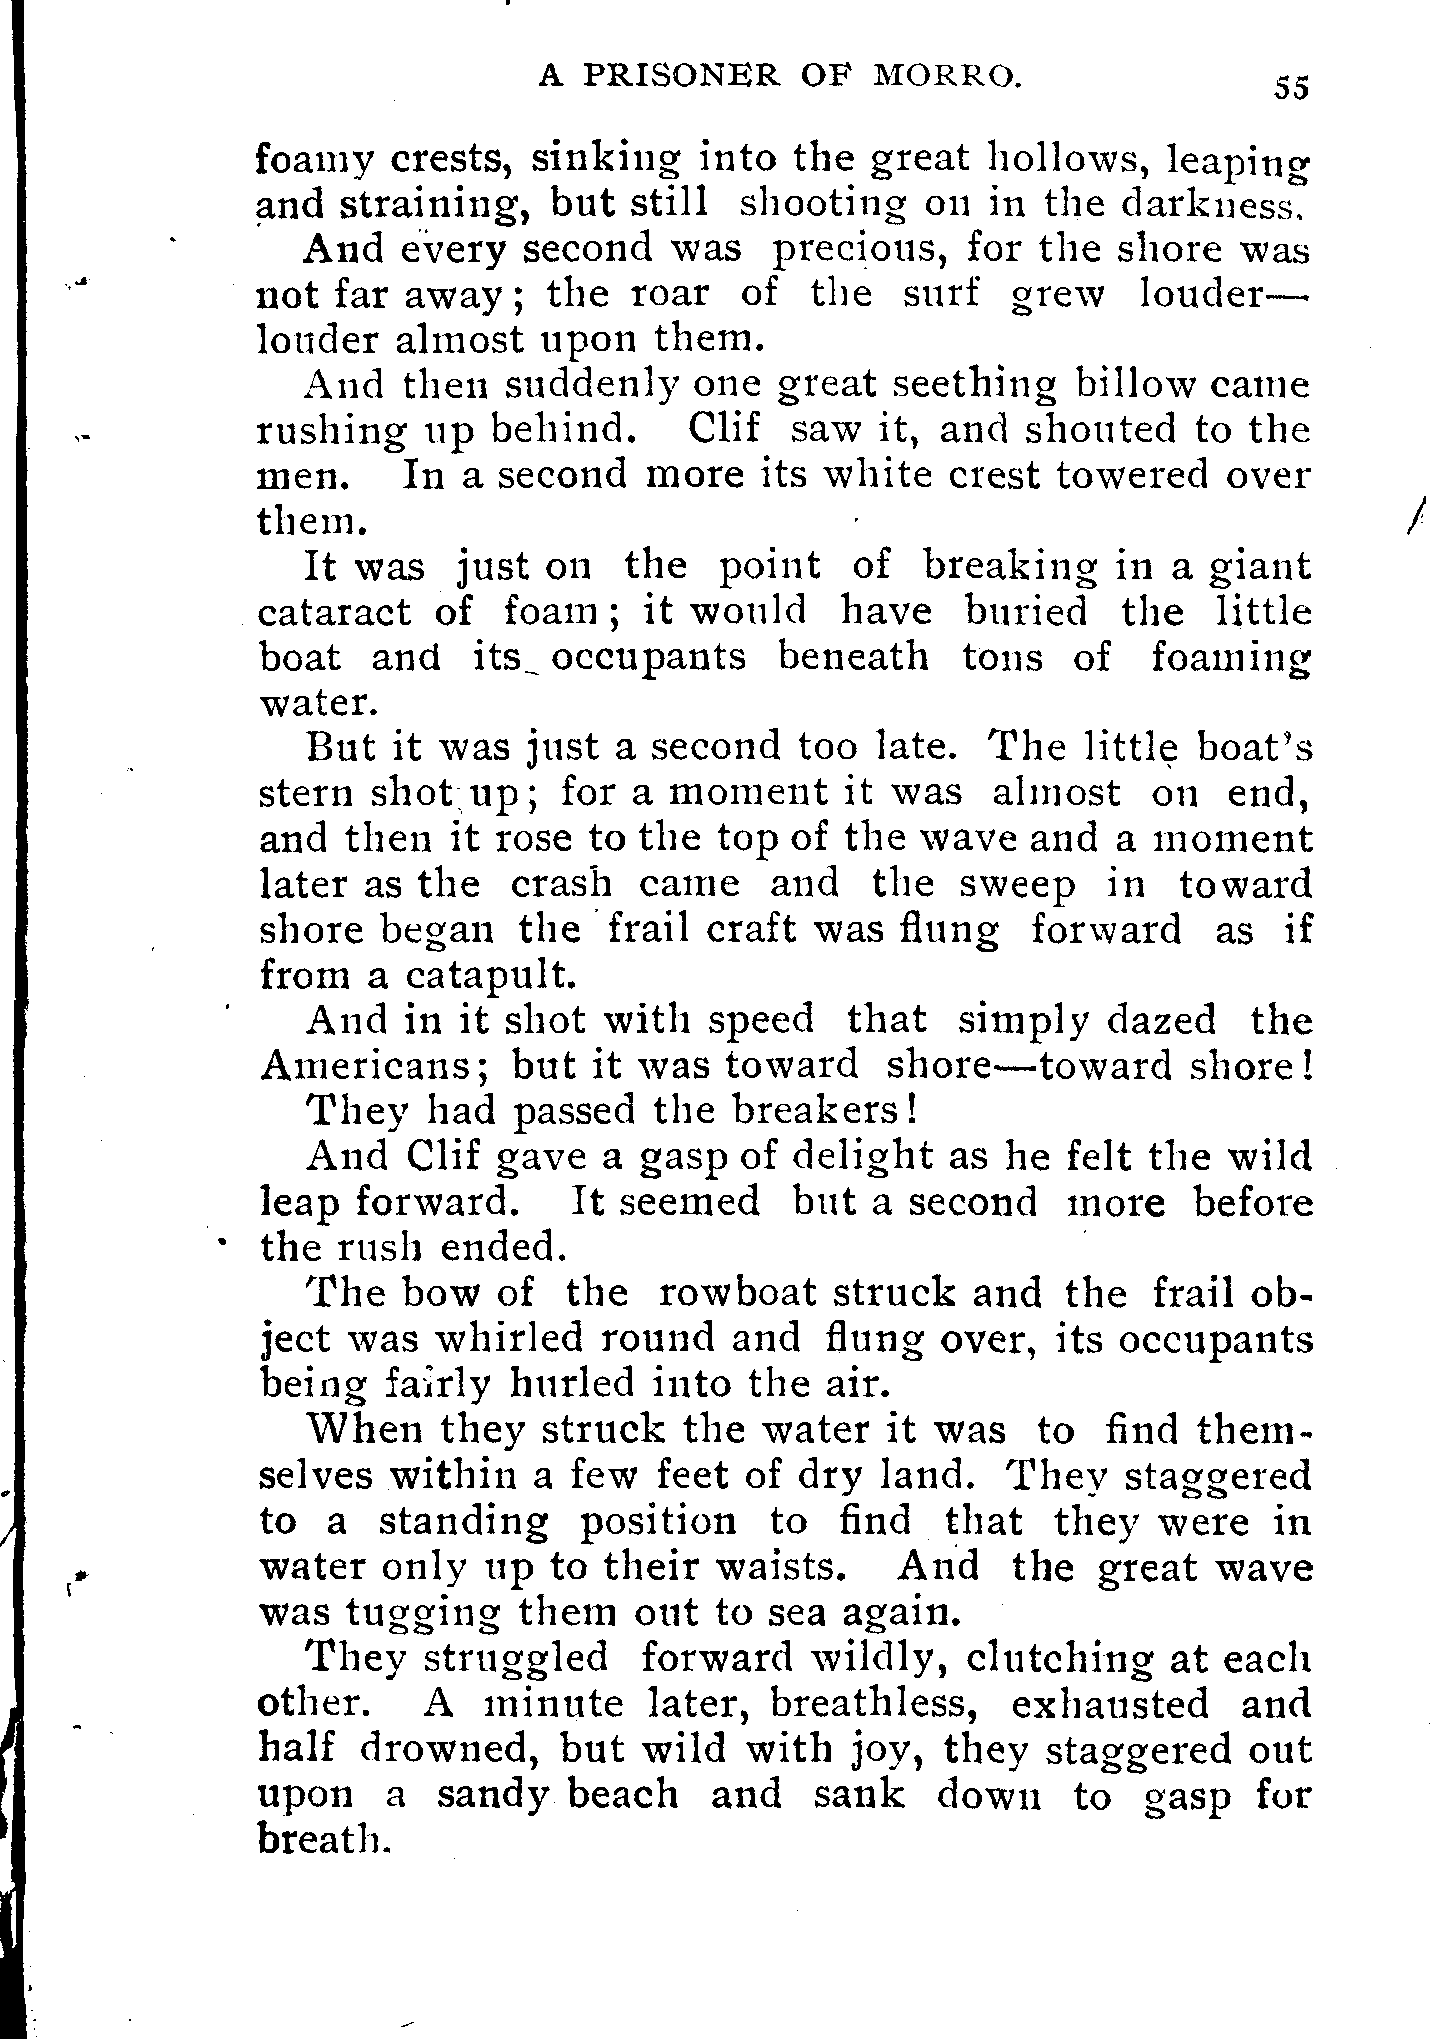 A PRISONER OF MORRO.
55
foamy crests, sinking into the great hollows, leaping
and straining, but still shooting on in the darkness.
And every second was precious, for the shore was
not far away; the roar of the surf grew louder—
louder almost upon them.
And then suddenly one great seething billow came
rushing up behind. Clif saw it, and shouted to the
men. In a second more its white crest towered over
them.
It was just on the point of breaking in a giant
cataract of foam; it would have buried the little
boat and its occupants beneath tons of foaming
water.
But it was just a second too late. The little boat's
stern shot up; for a moment it was almost on end,
and then it rose to the top of the wave and a moment
later as the crash came and the sweep in toward
shore began the frail craft was flung forward as if
from a catapult.
And in it shot with speed that simply dazed the
Americans; but it was toward shore—toward shore!
They had passed the breakers!
And Clif gave a gasp of delight as he felt the wild
leap forward. It seemed but a second more before
the rush ended.
The bow of the rowboat struck and the frail ob-
ject was whirled round and flung over, its occupants
being fairly hurled into the air.
When they struck the water it was to find them-
selves within a few feet of dry land. They staggered
to a standing position to find that they were in
water only up to their waists. And the great wave
was tugging them out to sea again.
They struggled forward wildly, clutching at each
other. A minute later, breathless, exhausted and
half drowned, but wild with joy, they staggered out
upon a sandy beach and sank down to gasp for
breath.